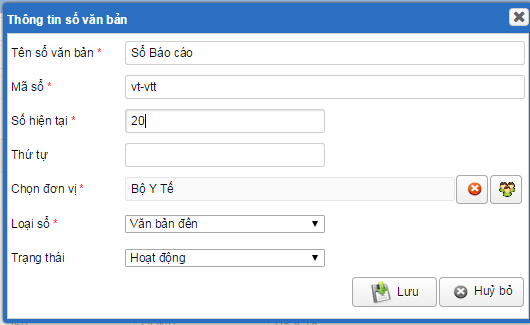 Thông tin sổ văn bản
Tên sổ văn bản * Sổ Báo cáo
Mã sổ * vt-vtt
Số hiện tại * 20
Thứ tự
Chọn đơn vị * Bộ Y Tế
Loại sổ * Văn bản đến
Trạng thái Hoạt động
Lưu Huỷ bỏ